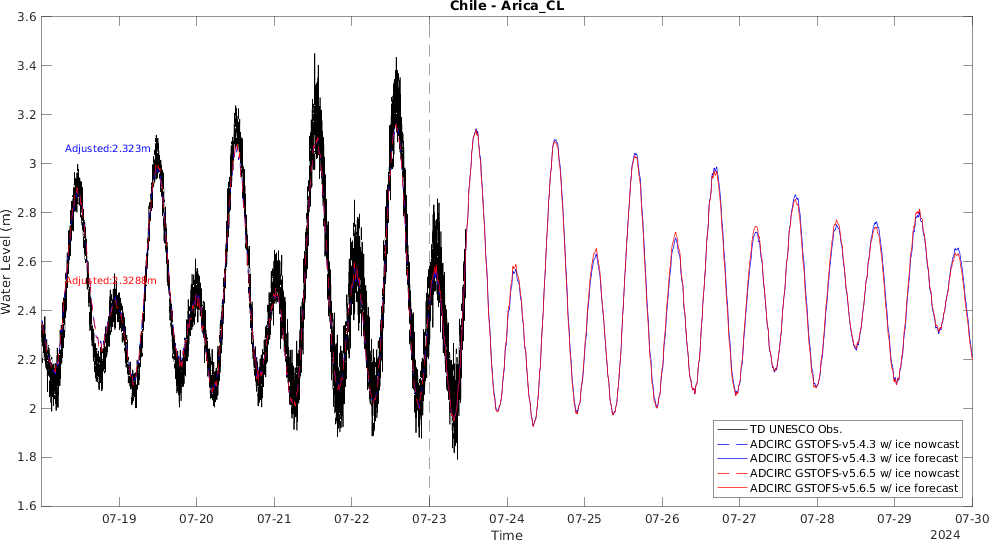 Chile - Arica_CL
3.6
3.4
3.2
3
2.8
2.6
2.4
2.2
2
1.8
1.6
Water Level (m)
Adjusted:2.323m
TD UNESCO Obs.
ADCIRC GSTOFS-v5.4.3 w/ ice nowcast
ADCIRC GSTOFS-v5.4.3 w/ ice forecast
ADCIRC GSTOFS-v5.6.5 w/ ice nowcast
ADCIRC GSTOFS-v5.6.5 w/ ice forecast
07-19 07-20 07-21 07-22 07-23 07-24 07-25 07-26 07-27 07-28 07-29 07-30
Time
2024